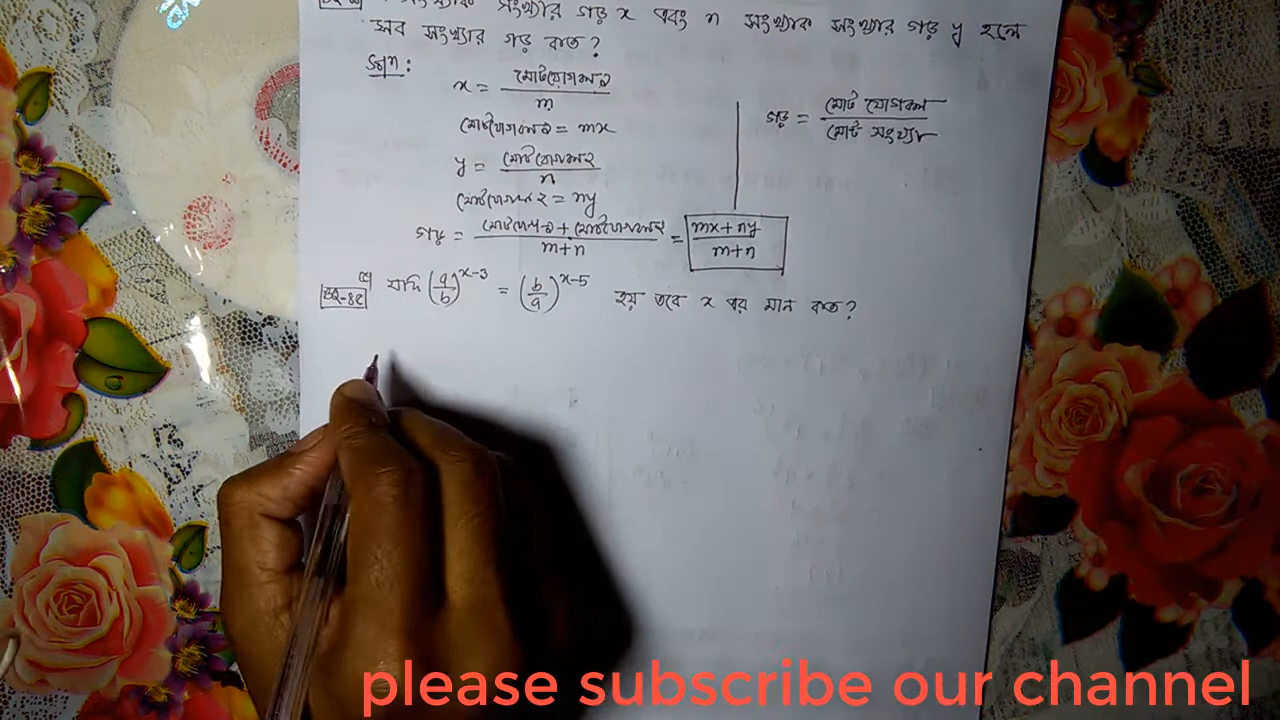 সংখ্যক সংখ্যার গড় x এবং n সংখ্যক সংখ্যার গড় y হলে
সব সংখ্যার গড় কত?
x = মোটযোগফল১ / m
মোটযোগফল১ = mx
y = মোটযোগফল২ / n
মোটযোগফল২ = ny
গড় = মোটযোগফল১ + মোটযোগফল২ / m+n = mx+ny / m+n
গড় = মোট যোগফল / মোট সংখ্যা
যদি (a/b)^x-3 = (b/a)^x-5 হয় তবে x এর মান কত?
please subscribe our channel